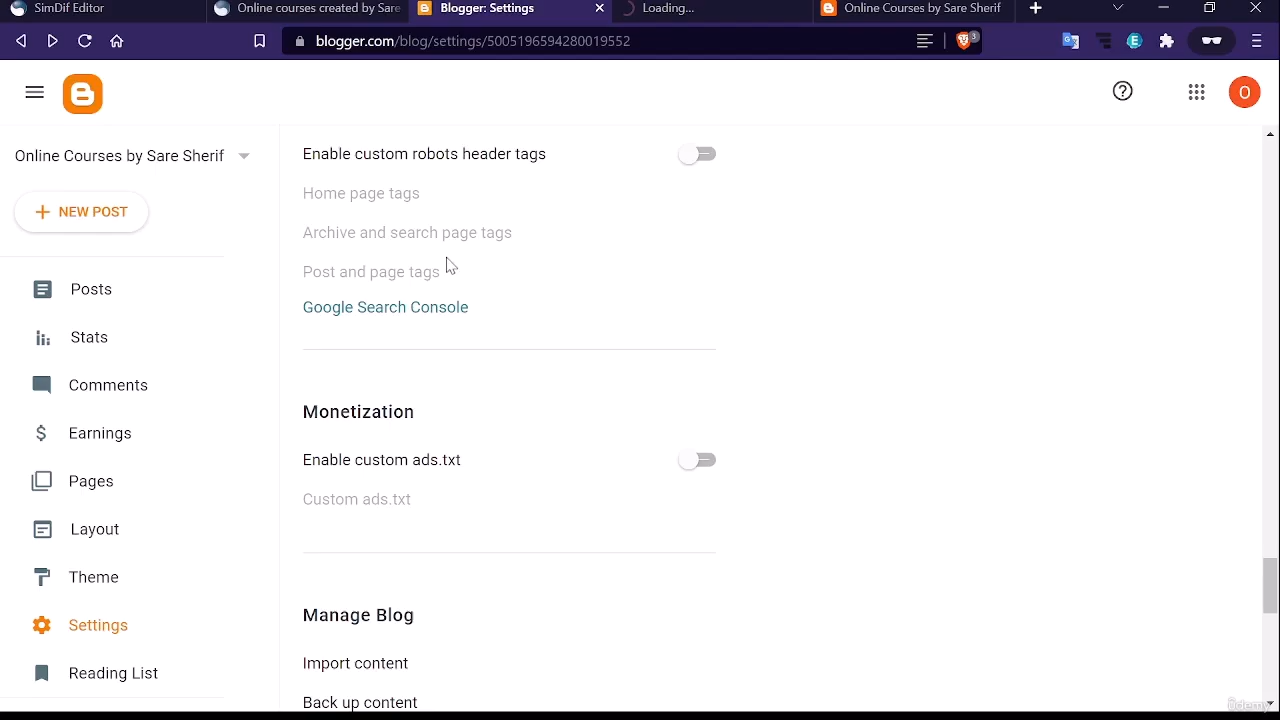 SimDif Editor
Online courses created by Sare
Blogger: Settings
Loading...
Online Courses by Sare Sherif
blogger.com/blog/settings/5005196594280019552
3
E
O
Online Courses by Sare Sherif
NEW POST
Posts
Stats
Comments
Earnings
Pages
Layout
Theme
Settings
Reading List
Enable custom robots header tags
Home page tags
Archive and search page tags
Post and page tags
Google Search Console
Monetization
Enable custom ads.txt
Custom ads.txt
Manage Blog
Import content
Back up content
Udemy